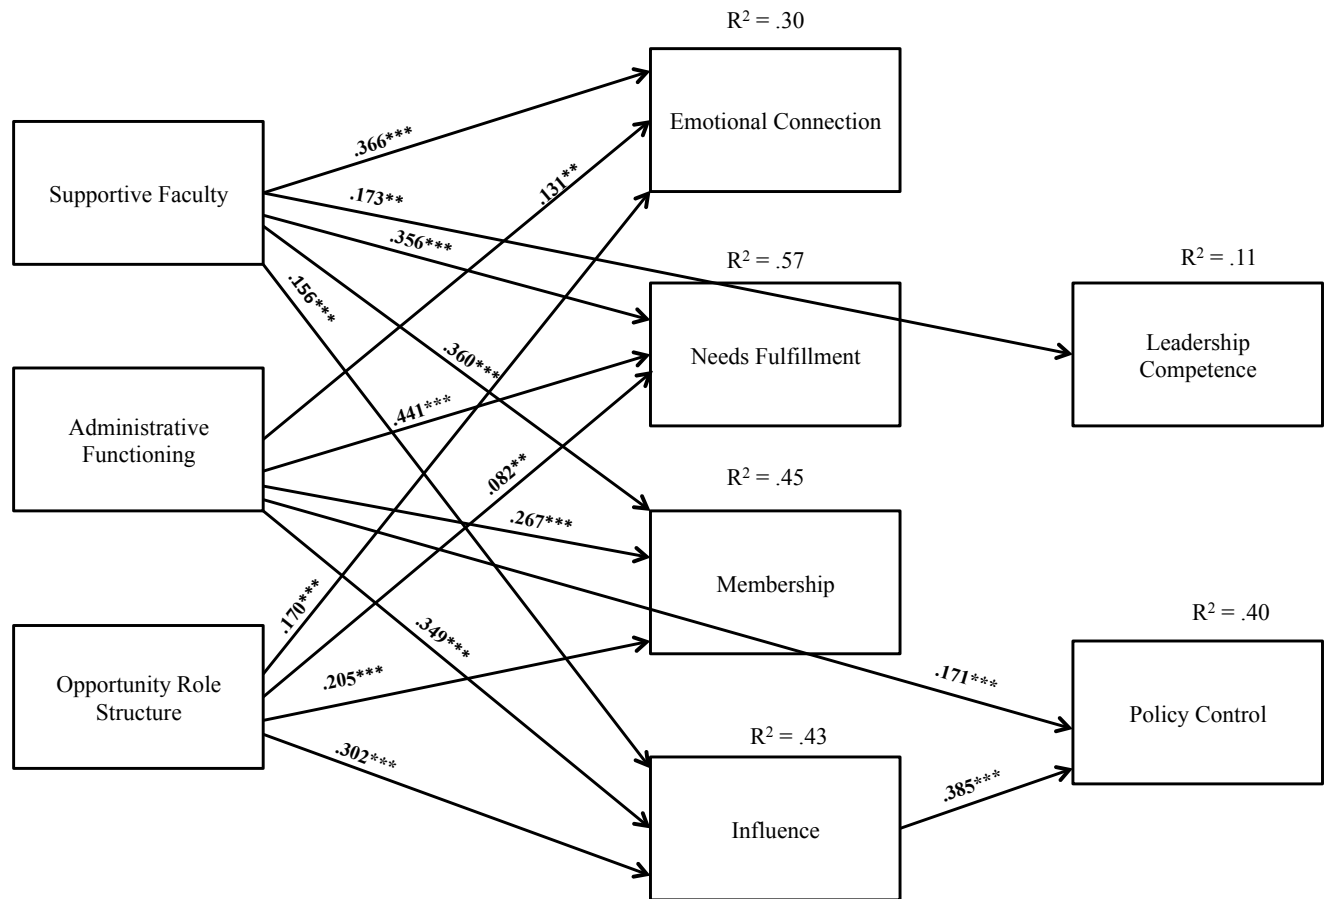 R² = .30
Emotional Connection
.366***
Supportive Faculty
.131**
.173**
.356***
R² = .57
R² = .11
.156***
Needs Fulfillment
Leadership
Competence
.360***
.441***
Administrative
Functioning
.082**
R² = .45
.267***
Membership
.170***
R² = .40
.349***
.205***
.171***
Opportunity Role
Structure
Policy Control
R² = .43
.302***
.385***
Influence